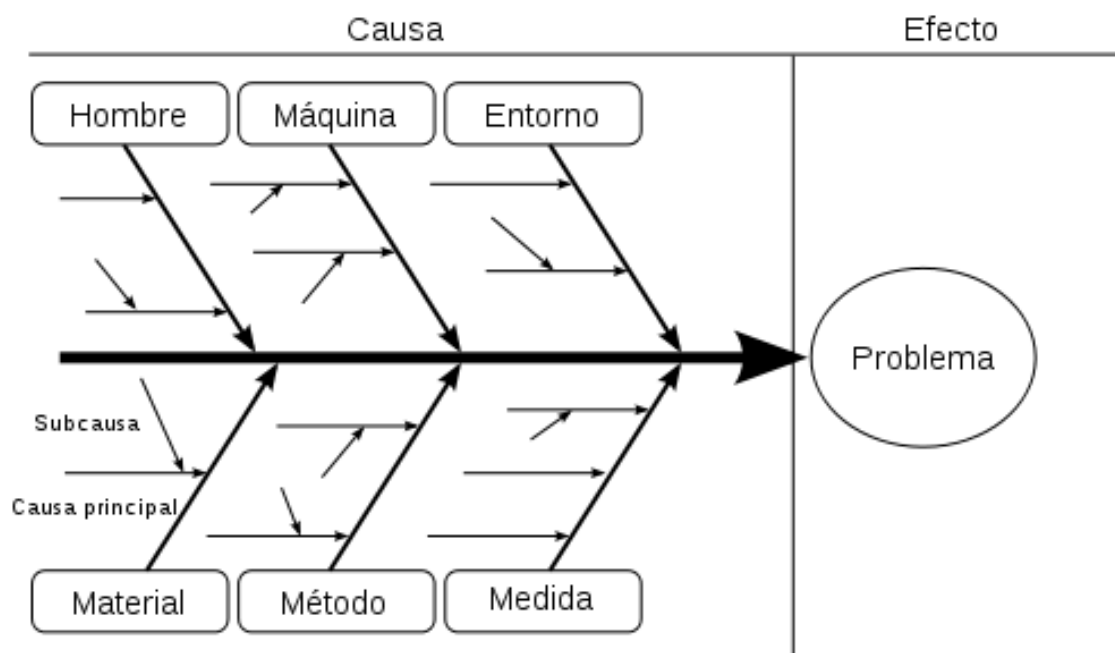 Causa
Efecto
Hombre
Máquina
Entorno
Problema
Subcausa
Causa principal
Material
Método
Medida